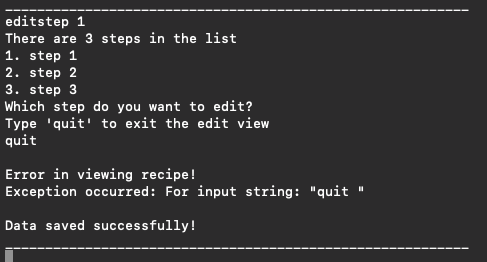 editstep 1
There are 3 steps in the list
1. step 1
2. step 2
3. step 3
Which step do you want to edit?
Type 'quit' to exit the edit view
quit
Error in viewing recipe!
Exception occurred: For input string: "quit "
Data saved successfully!